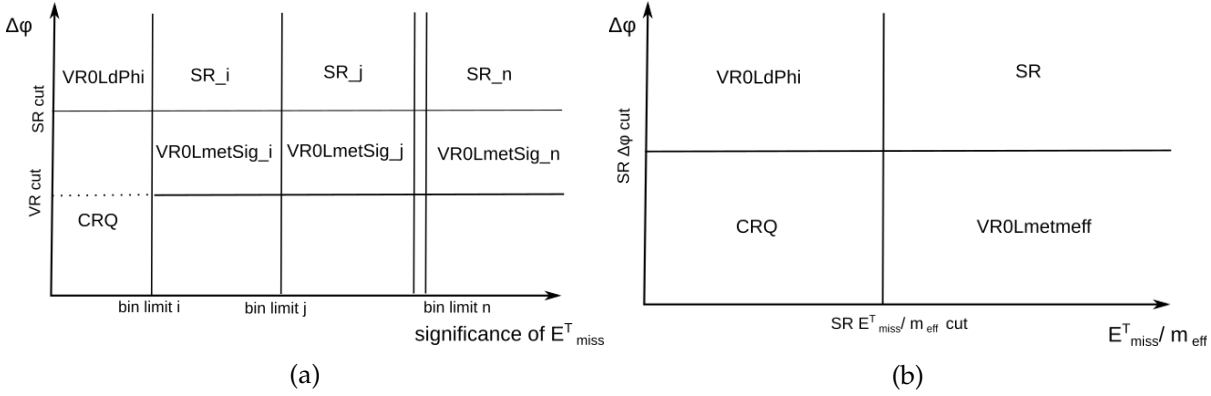 Δφ
SR cut
VR cut
VR0LdPhi
SR_i
SR_j
SR_n
VR0LmetSig_i
VR0LmetSig_j
VR0LmetSig_n
CRQ
bin limit i
bin limit j
bin limit n
significance of E^T_miss
(a)
Δφ
SR Δφ cut
VR0LdPhi
SR
CRQ
VR0Lmetmeff
SR E^T_miss/ m_eff cut
E^T_miss/ m_eff
(b)